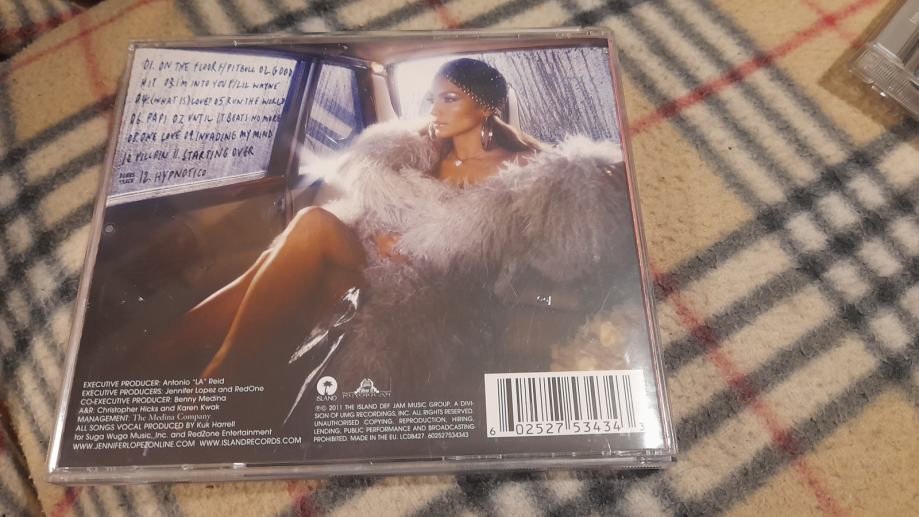 01. ON THE FLOOR/PITBULL 02. GOOD
HIT 03. I'M INTO YOU/LIL WAYNE
04. (WHAT IS) LOVE? 05. RUN THE WORLD
06. PAPI 07. UNTIL IT BEATS NO MORE
08. ONE LOVE 09. INVADING MY MIND
10. VILLAIN 11. STARTING OVER
BONUS TRACK 12. HYPNOTICO
EXECUTIVE PRODUCER: Antonio "LA" Reid
EXECUTIVE PRODUCERS: Jennifer Lopez and RedOne
CO-EXECUTIVE PRODUCER: Benny Medina
A&R: Christopher Hicks and Karen Kwak
MANAGEMENT: The Medina Company
ALL SONGS VOCAL PRODUCED BY Kuk Harrell
for Suga Wuga Music, Inc. and RedZone Entertainment
WWW.JENNIFERLOPEZONLINE.COM WWW.ISLANDRECORDS.COM
ISLAND
℗© 2011 THE ISLAND DEF JAM MUSIC GROUP, A DIVI-
SION OF UMG RECORDINGS, INC. ALL RIGHTS RESERVED.
UNAUTHORISED COPYING, REPRODUCTION, HIRING,
LENDING, PUBLIC PERFORMANCE AND BROADCASTING
PROHIBITED. MADE IN THE EU. LC08427. 602527534343
6 02527 53434 3